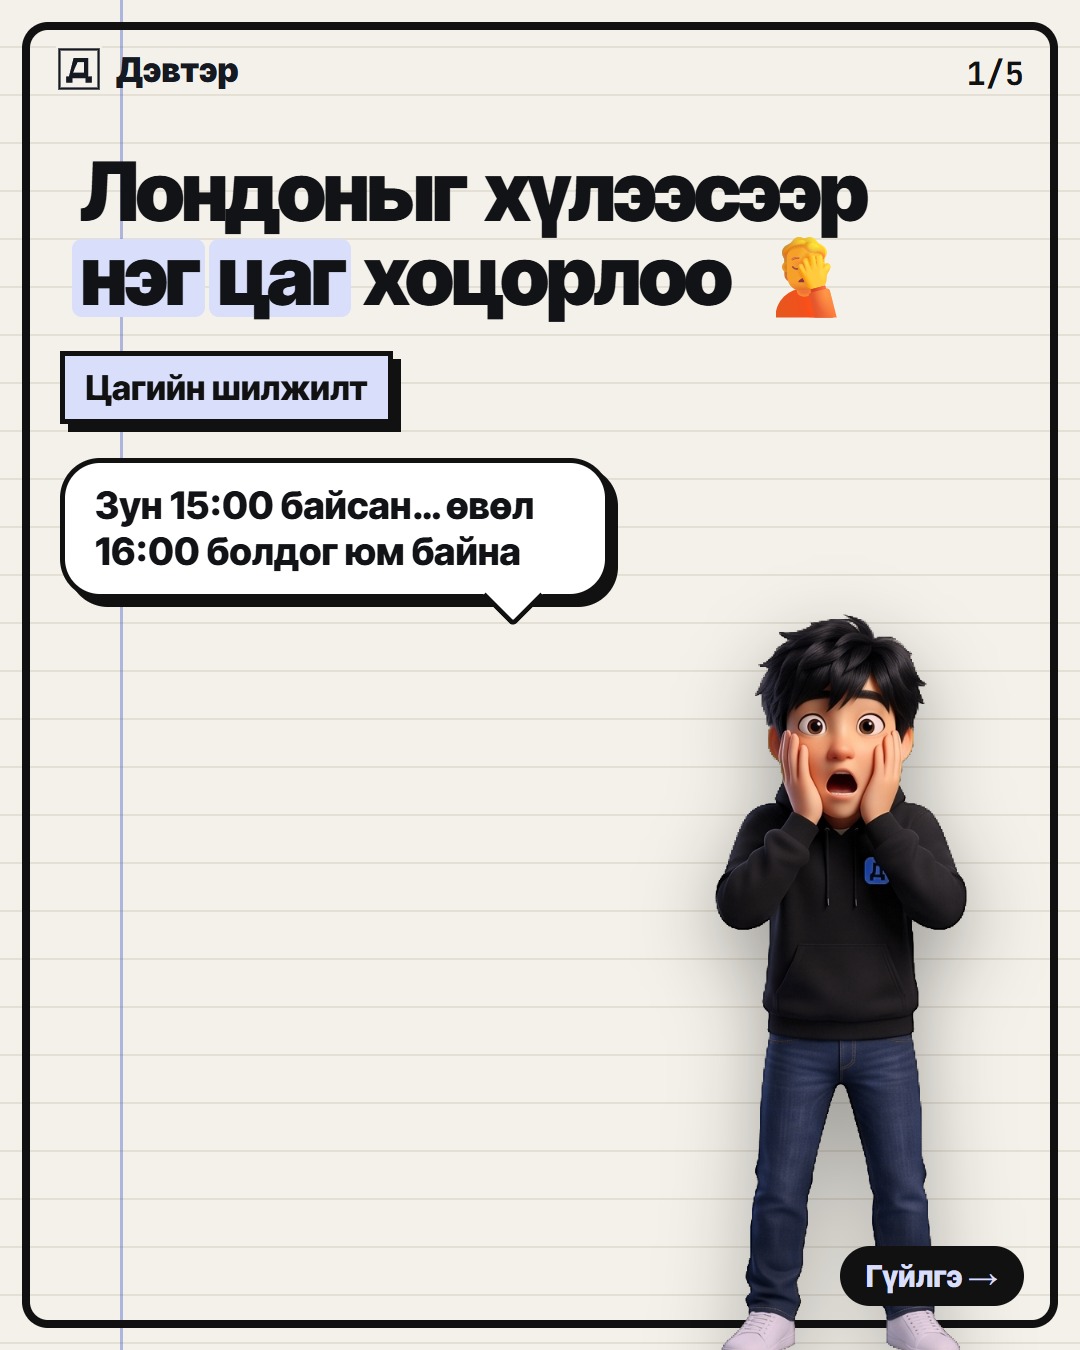 Д Дэвтэр
1/5
Лондоныг хүлээсээр
нэг цаг хоцорлоо 🤦
Цагийн шилжилт
Зун 15:00 байсан... өвөл
16:00 болдог юм байна
Д
Гүйлгэ →